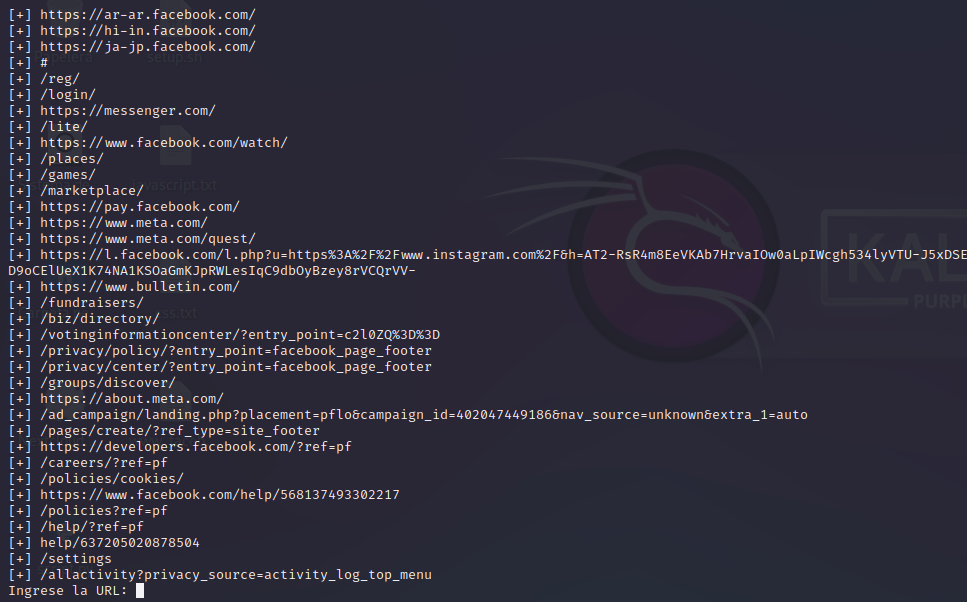 [+] https://ar-ar.facebook.com/
[+] https://hi-in.facebook.com/
[+] https://ja-jp.facebook.com/
[+] #
[+] /reg/
[+] /login/
[+] https://messenger.com/
[+] /lite/
[+] https://www.facebook.com/watch/
[+] /places/
[+] /games/
[+] /marketplace/
[+] https://pay.facebook.com/
[+] https://www.meta.com/
[+] https://www.meta.com/quest/
[+] https://l.facebook.com/l.php?u=https%3A%2F%2Fwww.instagram.com%2F&h=AT2-RsR4m8EeVKAb7HrvaIOw0aLpIWcgh534lyVTU-J5xDSE
D9oCElUeX1K74NA1KSOaGmKJpRWLesIqC9dbOyBzey8rVCQrVV-
[+] https://www.bulletin.com/
[+] /fundraisers/
[+] /biz/directory/
[+] /votinginformationcenter/?entry_point=c2l0ZQ%3D%3D
[+] /privacy/policy/?entry_point=facebook_page_footer
[+] /privacy/center/?entry_point=facebook_page_footer
[+] /groups/discover/
[+] https://about.meta.com/
[+] /ad_campaign/landing.php?placement=pflo&campaign_id=402047449186&nav_source=unknown&extra_1=auto
[+] /pages/create/?ref_type=site_footer
[+] https://developers.facebook.com/?ref=pf
[+] /careers/?ref=pf
[+] /policies/cookies/
[+] https://www.facebook.com/help/568137493302217
[+] /policies?ref=pf
[+] /help/?ref=pf
[+] help/637205020878504
[+] /settings
[+] /allactivity?privacy_source=activity_log_top_menu
Ingrese la URL:
setup.sh
KAL
PURP